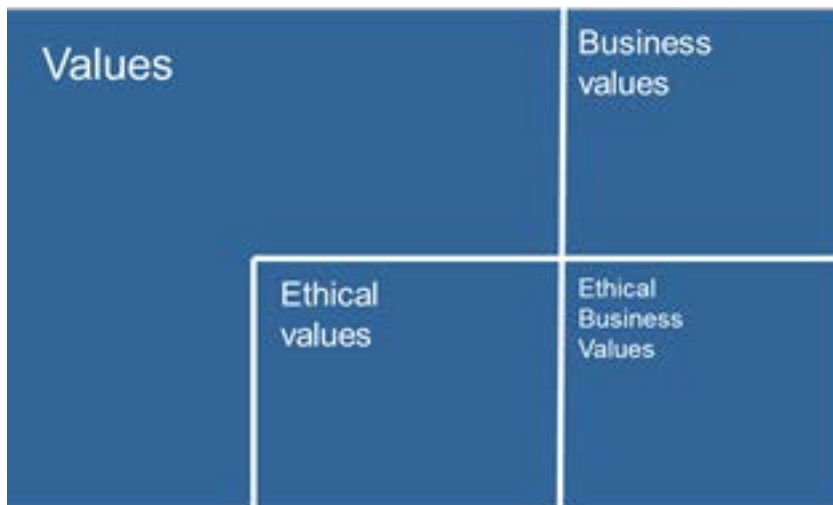 Values
Business
values
Ethical
values
Ethical
Business
Values